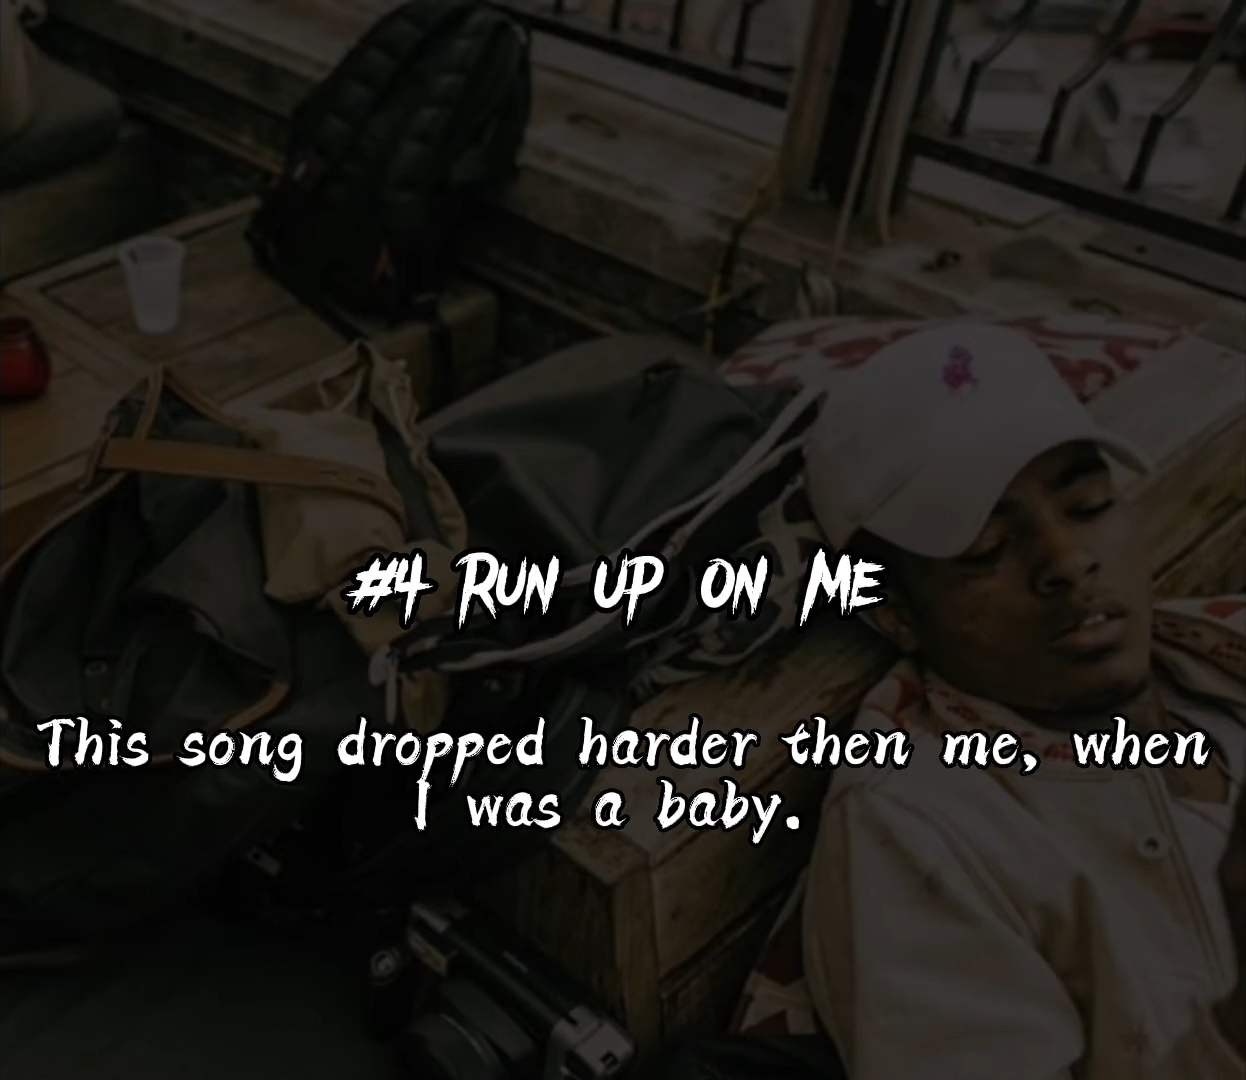 #4 Run up on Me
This song dropped harder then me, when
I was a baby.